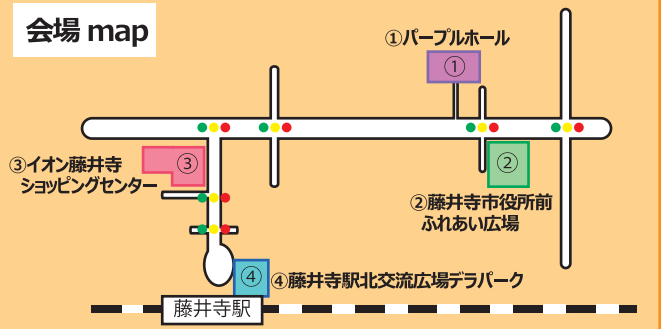 会場 map
①パープルホール
①
③イオン藤井寺
ショッピングセンター
③
②
②藤井寺市役所前
ふれあい広場
④
④藤井寺駅北交流広場デラパーク
藤井寺駅